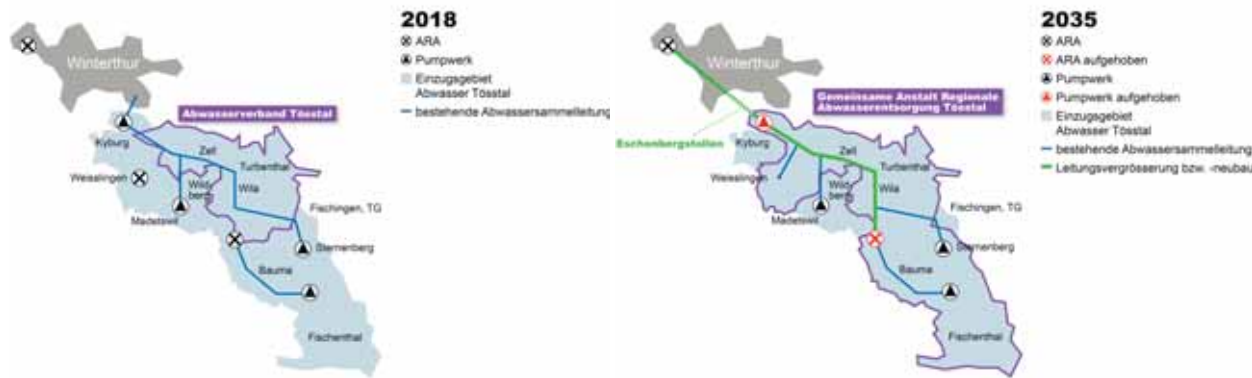 2018
ARA
Pumpwerk
Einzugsgebiet
Abwasser Tösstal
bestehende Abwassersammelleitung
Winterthur
Abwasserverband Tösstal
Kyburg
Zell
Turbenthal
Weisslingen
Wild-
berg
Wila
Madetswil
Fischingen, TG
Sternenberg
Bauma
Fischenthal
2035
ARA
ARA aufgehoben
Pumpwerk
Pumpwerk aufgehoben
Einzugsgebiet
Abwasser Tösstal
bestehende Abwassersammelleitung
Leitungsvergrösserung bzw. -neubau
Winterthur
Gemeinsame Anstalt Regionale
Abwasserentsorgung Tösstal
Eschenbergstollen
Kyburg
Zell
Turbenthal
Weisslingen
Wild-
berg
Wila
Madetswil
Fischingen, TG
Sternenberg
Bauma
Fischenthal